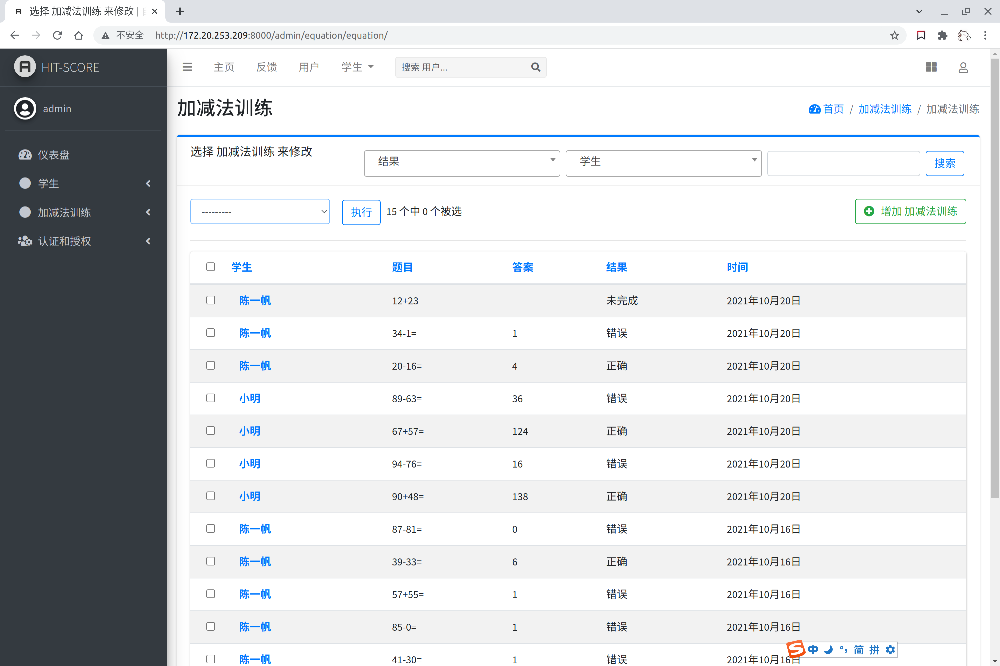 选择 加减法训练 来修改 |
不安全 | http://172.20.253.209:8000/admin/equation/equation/
HIT-SCORE
主页 反馈 用户 学生 搜索 用户...
admin
加减法训练
首页 / 加减法训练 / 加减法训练
仪表盘
学生
加减法训练
认证和授权
选择 加减法训练 来修改 结果 学生 搜索
--------- 执行 15 个中 0 个被选 增加 加减法训练
学生 题目 答案 结果 时间
陈一帆 12+23 未完成 2021年10月20日
陈一帆 34-1= 1 错误 2021年10月20日
陈一帆 20-16= 4 正确 2021年10月20日
小明 89-63= 36 错误 2021年10月20日
小明 67+57= 124 正确 2021年10月20日
小明 94-76= 16 错误 2021年10月20日
小明 90+48= 138 正确 2021年10月20日
陈一帆 87-81= 0 错误 2021年10月16日
陈一帆 39-33= 6 正确 2021年10月16日
陈一帆 57+55= 1 错误 2021年10月16日
陈一帆 85-0= 1 错误 2021年10月16日
陈一帆 41-30= 1 错误 2021年10月16日
中 简 拼